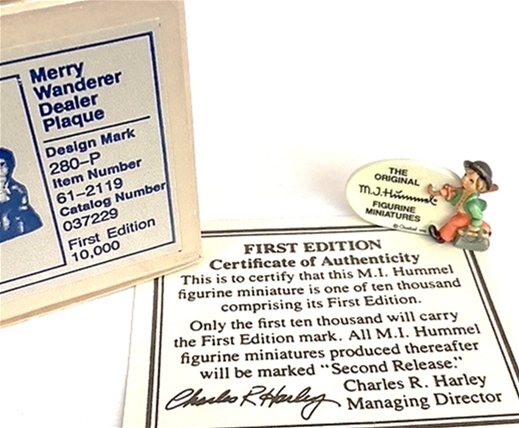 Merry
Wanderer
Dealer
Plaque
Design Mark
280-P
Item Number
61-2119
Catalog Number
037229
First Edition
10,000
THE
ORIGINAL
M.J.Hummel
FIGURINE
MINIATURES
FIRST EDITION
Certificate of Authenticity
This is to certify that this M.I. Hummel
figurine miniature is one of ten thousand
comprising its First Edition.
Only the first ten thousand will carry
the First Edition mark. All M.I. Hummel
figurine miniatures produced thereafter
will be marked “Second Release.”
Charles R. Harley
Charles R. Harley
Managing Director